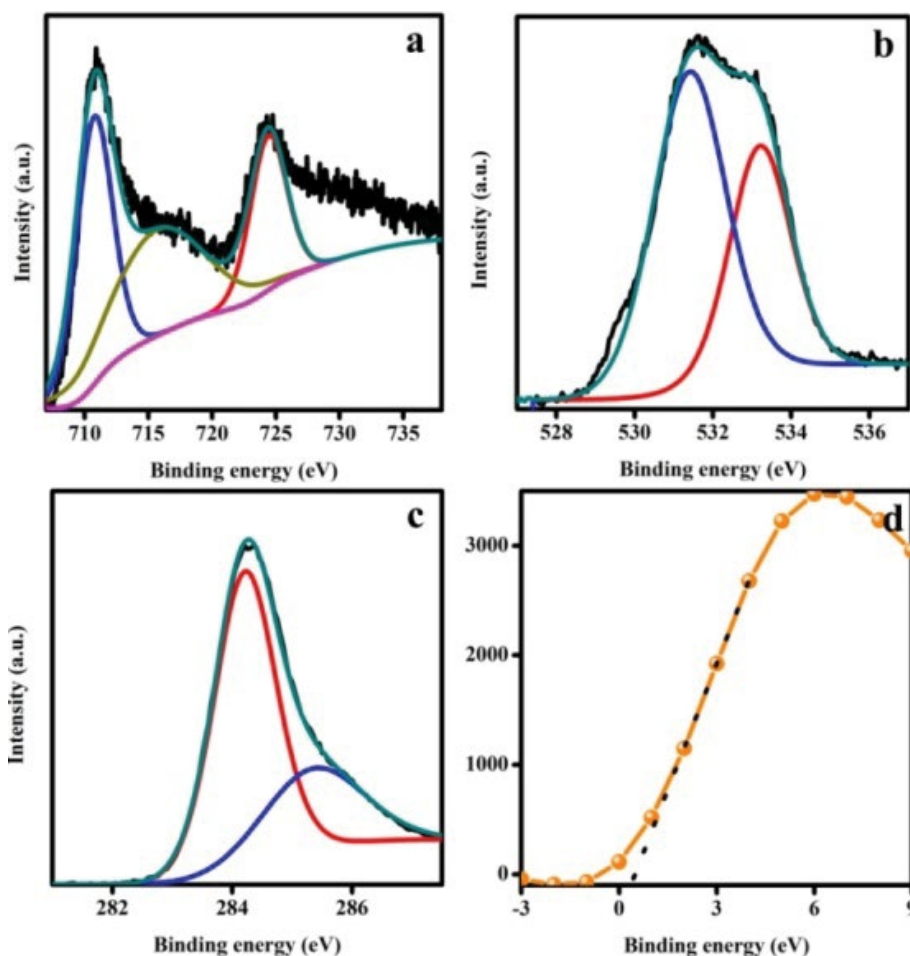 a
Intensity (a.u.)
710 715 720 725 730 735
Binding energy (eV)
b
Intensity (a.u.)
528 530 532 534 536
Binding energy (eV)
c
Intensity (a.u.)
282 284 286
Binding energy (eV)
d
3000
2000
1000
0
-3 0 3 6 9
Binding energy (eV)